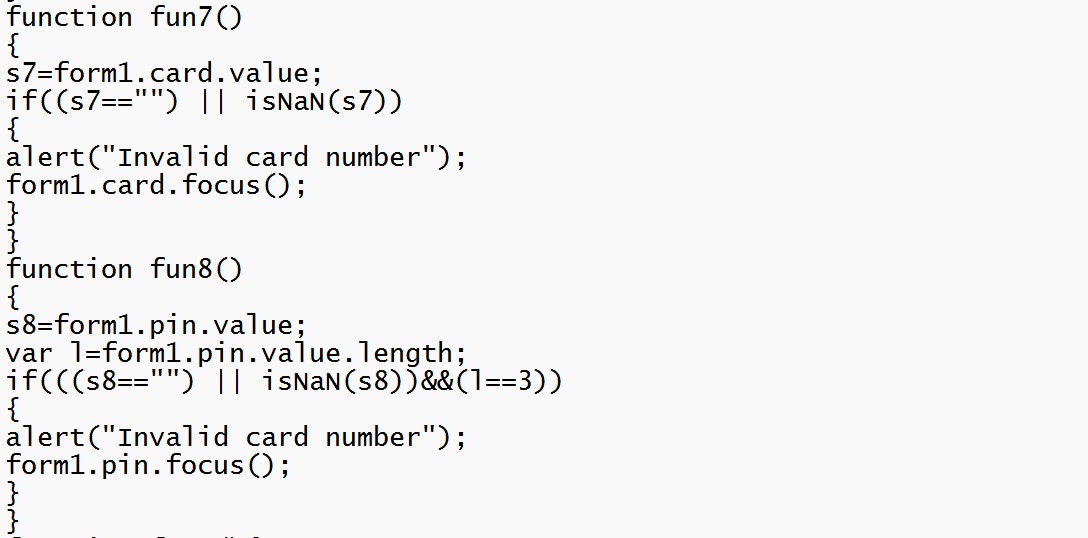 function fun7()
{
s7=form1.card.value;
if((s7=="") || isNaN(s7))
{
alert("Invalid card number");
form1.card.focus();
}
}
function fun8()
{
s8=form1.pin.value;
var l=form1.pin.value.length;
if(((s8=="") || isNaN(s8))&&(l==3))
{
alert("Invalid card number");
form1.pin.focus();
}
}